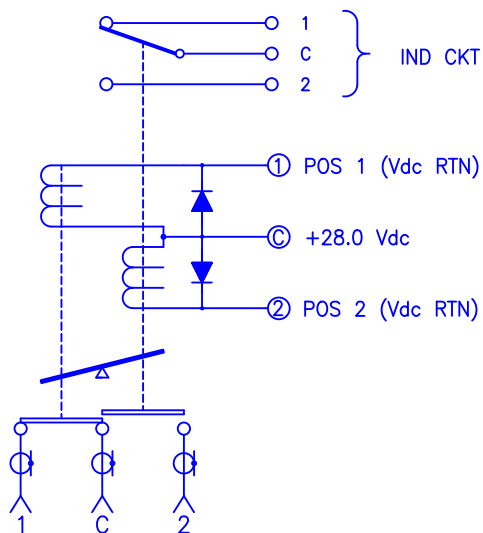 1
C IND CKT
2
1 POS 1 (Vdc RTN)
C +28.0 Vdc
2 POS 2 (Vdc RTN)
1 C 2